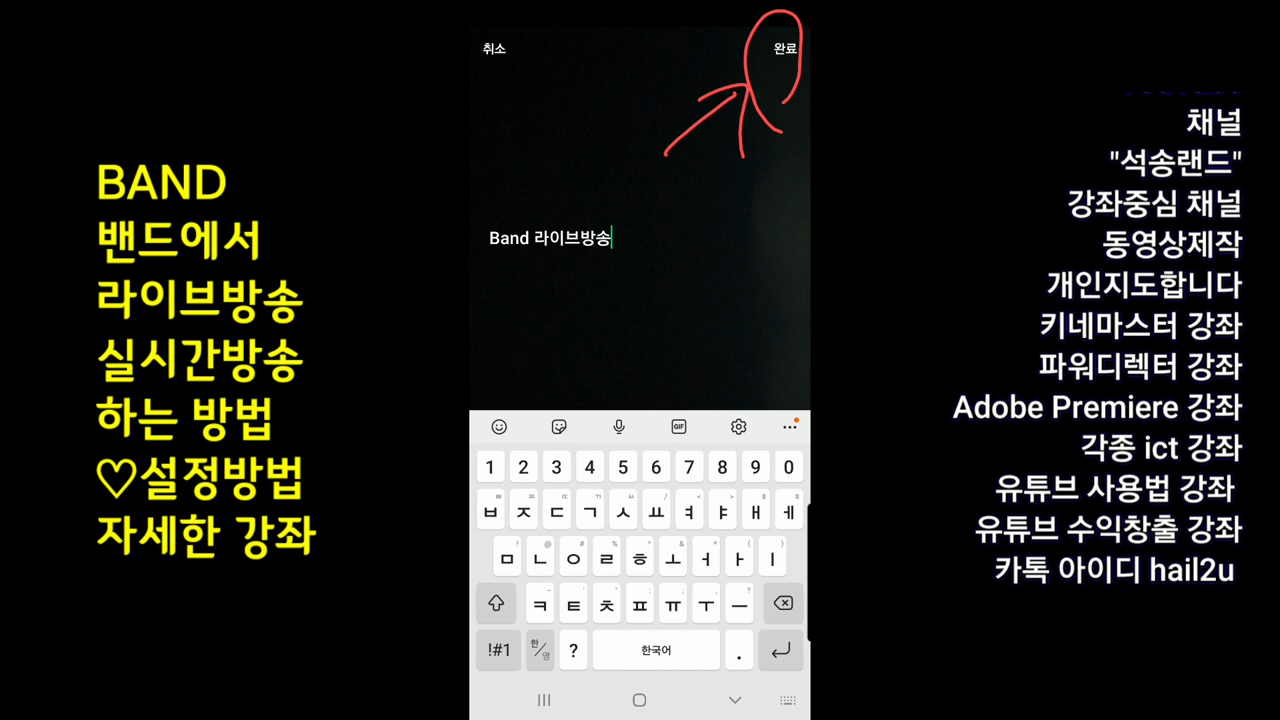 BAND
밴드에서
라이브방송
실시간방송
하는 방법
♡설정방법
자세한 강좌
취소
완료
Band 라이브방송
GIF
1 2 3 4 5 6 7 8 9 0
ㅂ ㅈ ㄷ ㄱ ㅅ ㅛ ㅕ ㅑ ㅐ ㅔ
ㅁ ㄴ ㅇ ㄹ ㅎ ㅗ ㅓ ㅏ ㅣ
ㅋ ㅌ ㅊ ㅍ ㅠ ㅜ ㅡ
!#1 한/영 ? 한국어 .
채널
"석송랜드"
강좌중심 채널
동영상제작
개인지도합니다
키네마스터 강좌
파워디렉터 강좌
Adobe Premiere 강좌
각종 ict 강좌
유튜브 사용법 강좌
유튜브 수익창출 강좌
카톡 아이디 hail2u